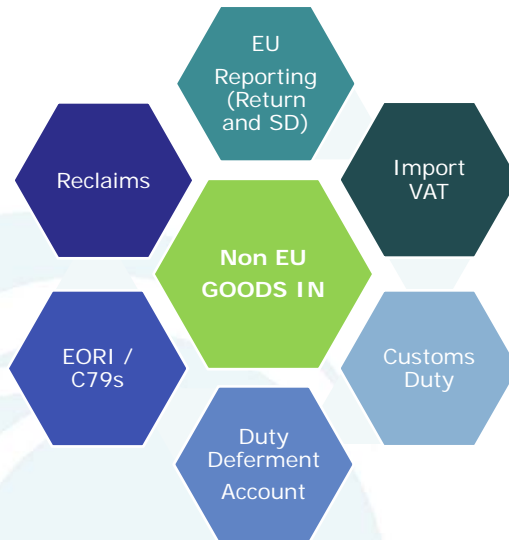 EU
Reporting
(Return
and SD)
Import
VAT
Customs
Duty
Duty
Deferment
Account
EORI /
C79s
Reclaims
Non EU
GOODS IN